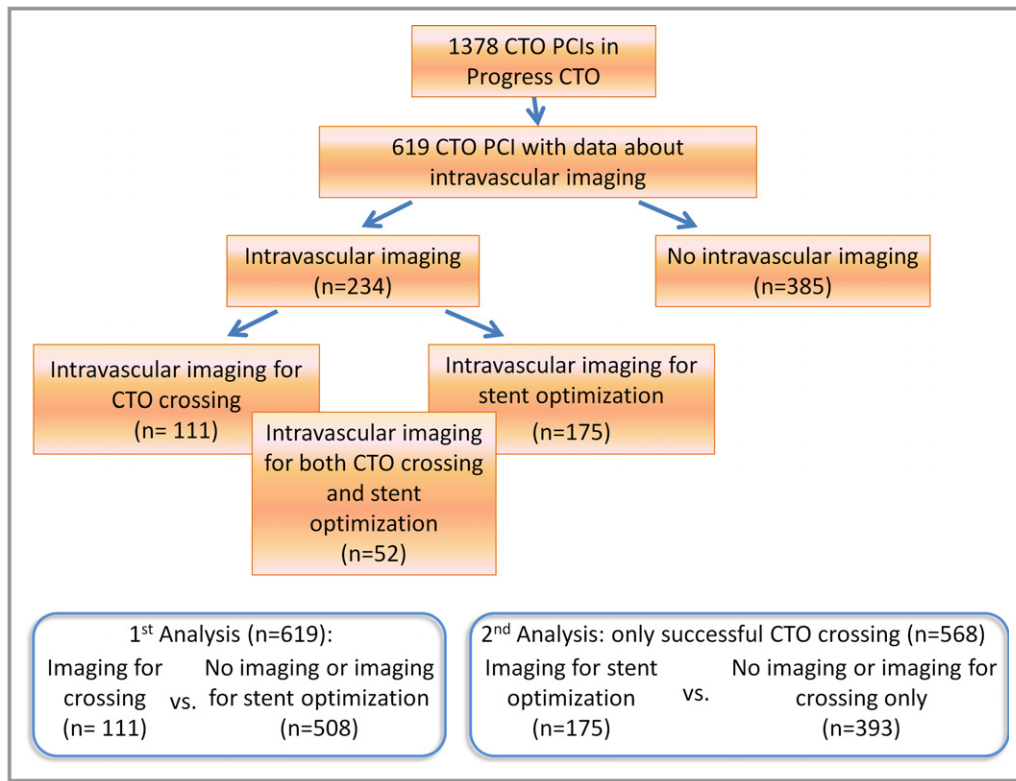 1378 CTO PCIs in
Progress CTO
619 CTO PCI with data about
intravascular imaging
Intravascular imaging
(n=234)
No intravascular imaging
(n=385)
Intravascular imaging for
CTO crossing
(n= 111)
Intravascular imaging for
stent optimization
(n=175)
Intravascular imaging
for both CTO crossing
and stent
optimization
(n=52)
1st Analysis (n=619):
Imaging for
crossing
(n= 111)
vs.
No imaging or imaging
for stent optimization
(n=508)
2nd Analysis: only successful CTO crossing (n=568)
Imaging for stent
optimization
(n=175)
vs.
No imaging or imaging for
crossing only
(n=393)